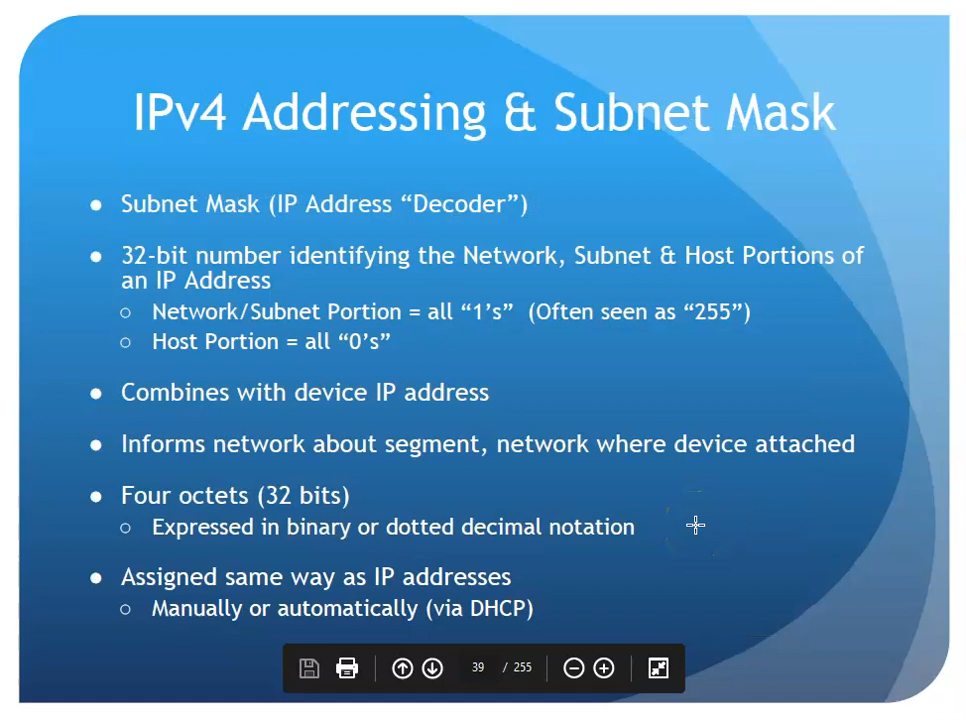 IPv4 Addressing & Subnet Mask
● Subnet Mask (IP Address “Decoder”)
● 32-bit number identifying the Network, Subnet & Host Portions of
an IP Address
○ Network/Subnet Portion = all “1’s” (Often seen as “255”)
○ Host Portion = all “0’s”
● Combines with device IP address
● Informs network about segment, network where device attached
● Four octets (32 bits)
○ Expressed in binary or dotted decimal notation
● Assigned same way as IP addresses
○ Manually or automatically (via DHCP)
39 / 255